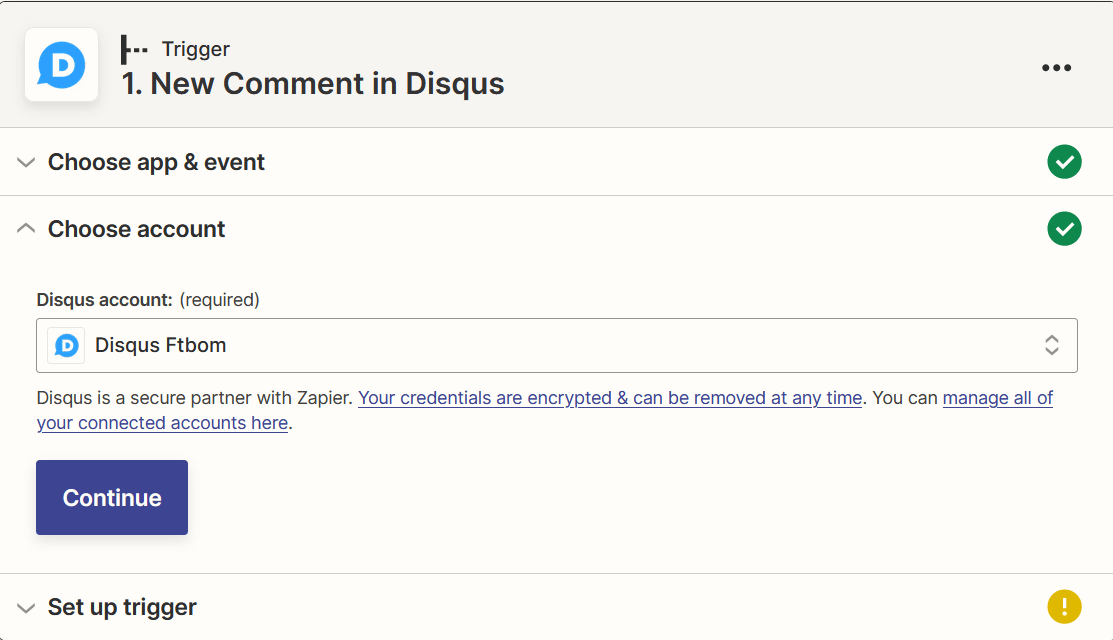 Trigger
1. New Comment in Disqus
Choose app & event
Choose account
Disqus account: (required)
D Disqus Ftbom
Disqus is a secure partner with Zapier. Your credentials are encrypted & can be removed at any time. You can manage all of
your connected accounts here.
Continue
Set up trigger